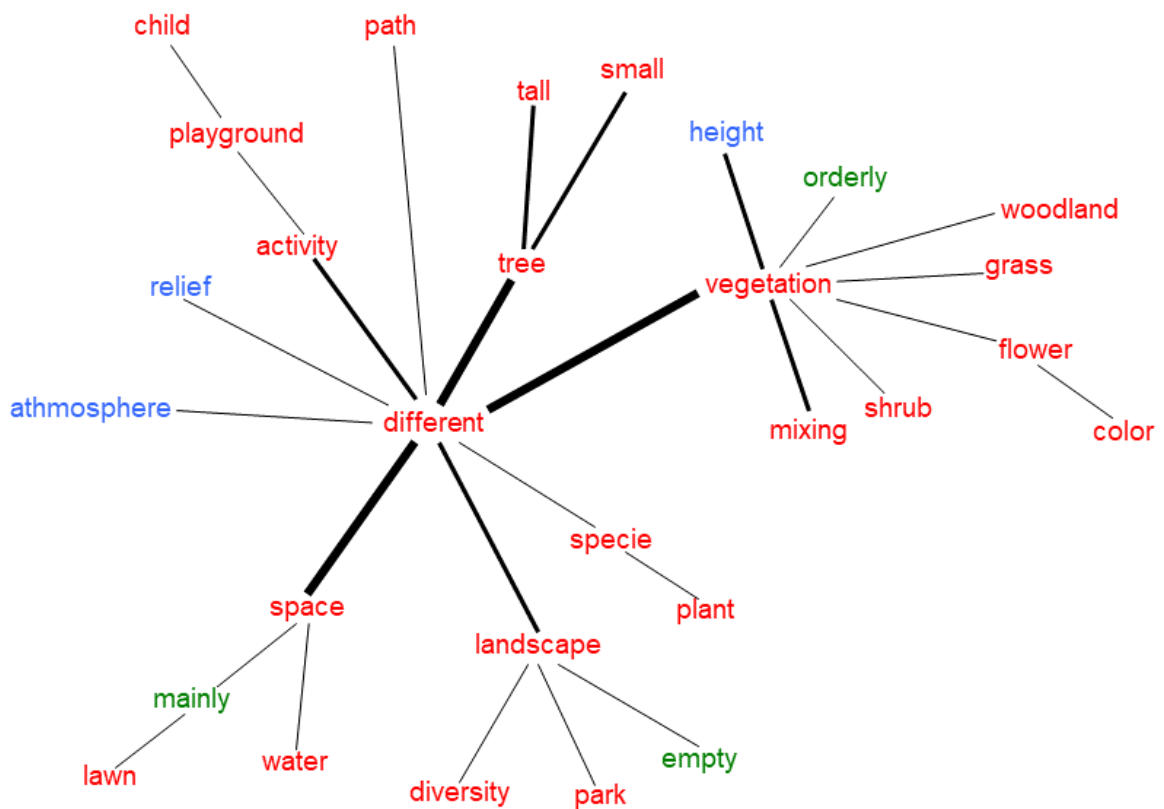 child
path
small
tall
height
playground
orderly
woodland
activity
tree
grass
vegetation
relief
flower
athmosphere
different
shrub
mixing
color
specie
space
plant
landscape
mainly
empty
water
lawn
diversity
park